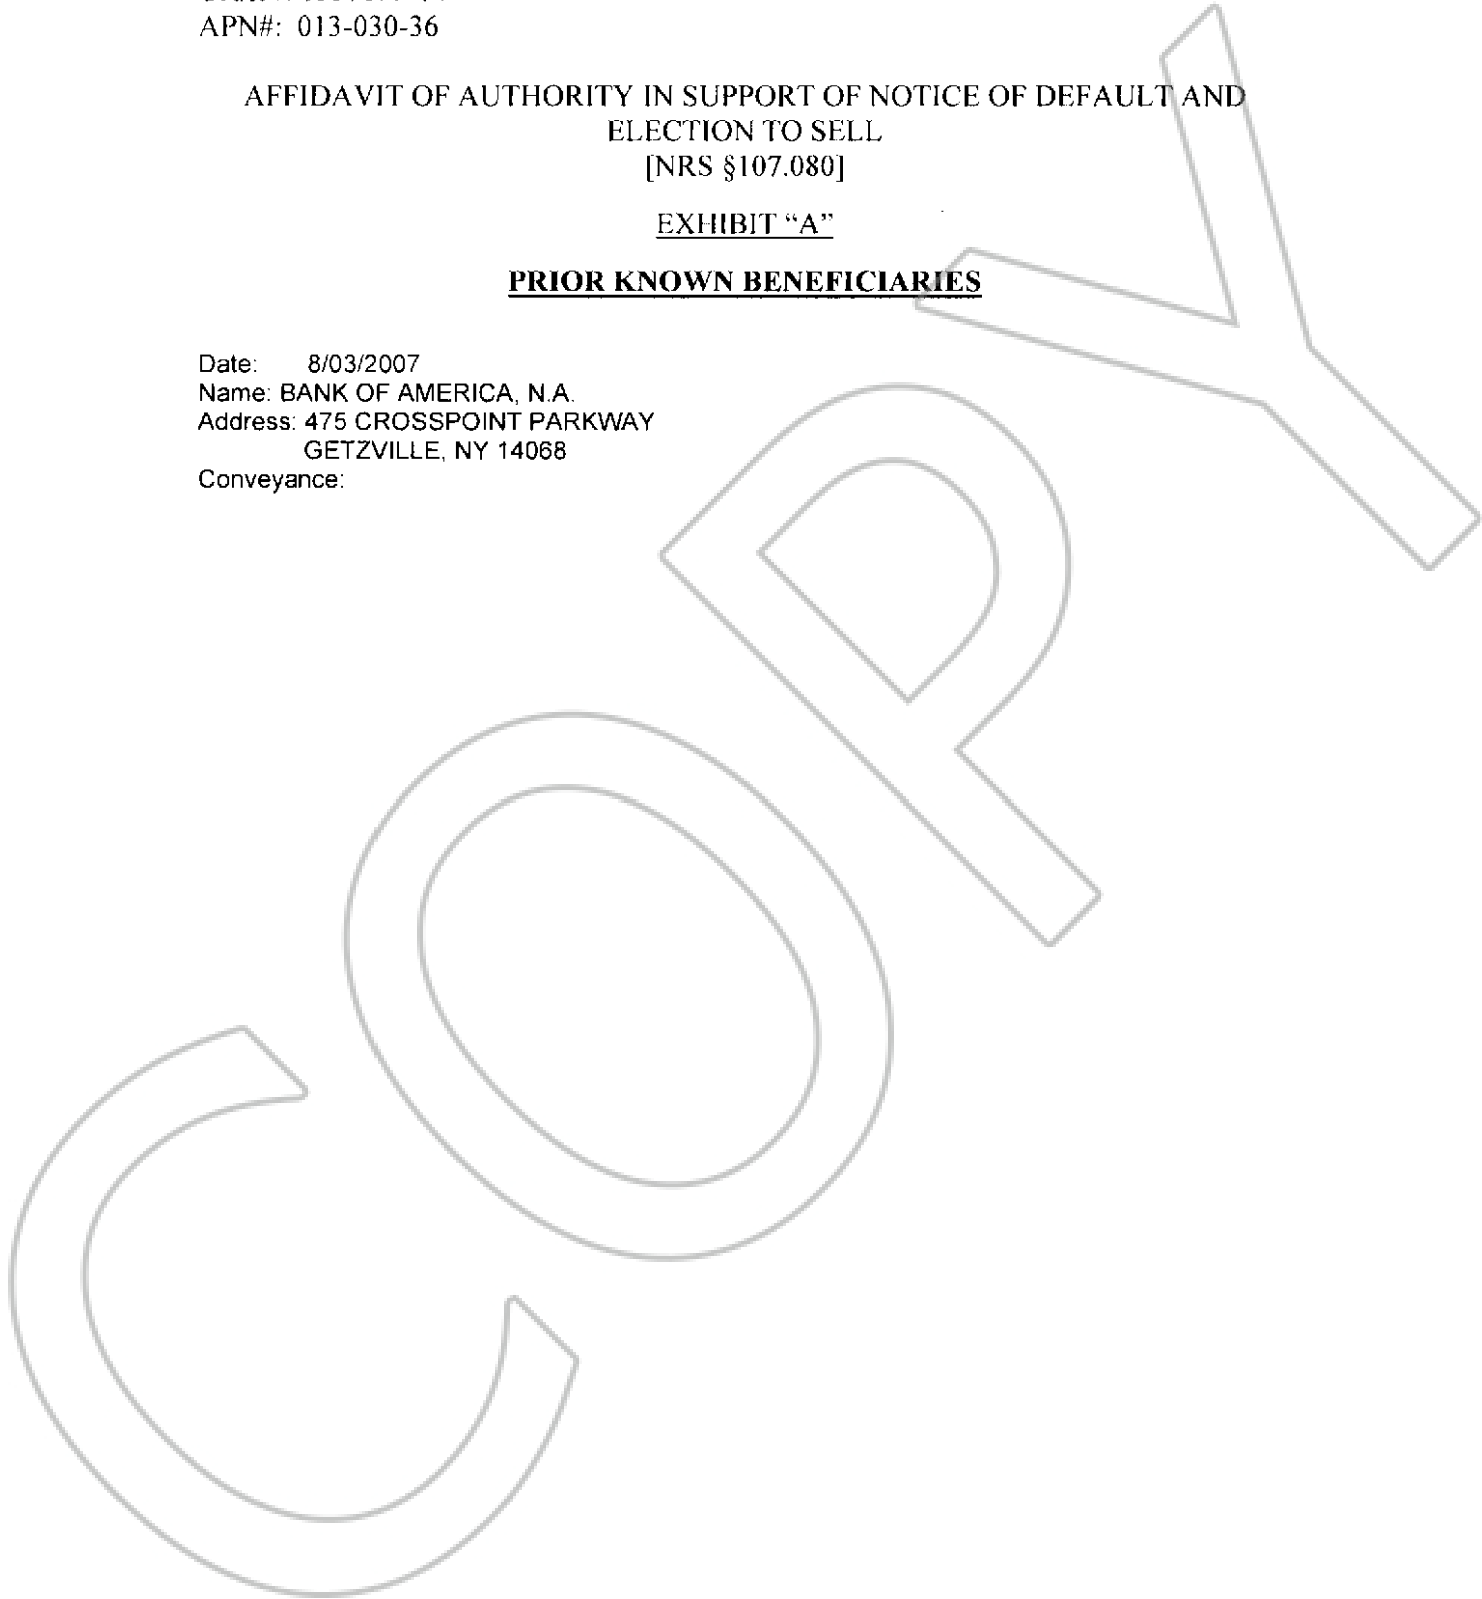 APN#: 013-030-36
AFFIDAVIT OF AUTHORITY IN SUPPORT OF NOTICE OF DEFAULT AND
ELECTION TO SELL
[NRS §107.080]
EXHIBIT “A”
PRIOR KNOWN BENEFICIARIES
Date: 8/03/2007
Name: BANK OF AMERICA, N.A.
Address: 475 CROSSPOINT PARKWAY
GETZVILLE, NY 14068
Conveyance:
COPY